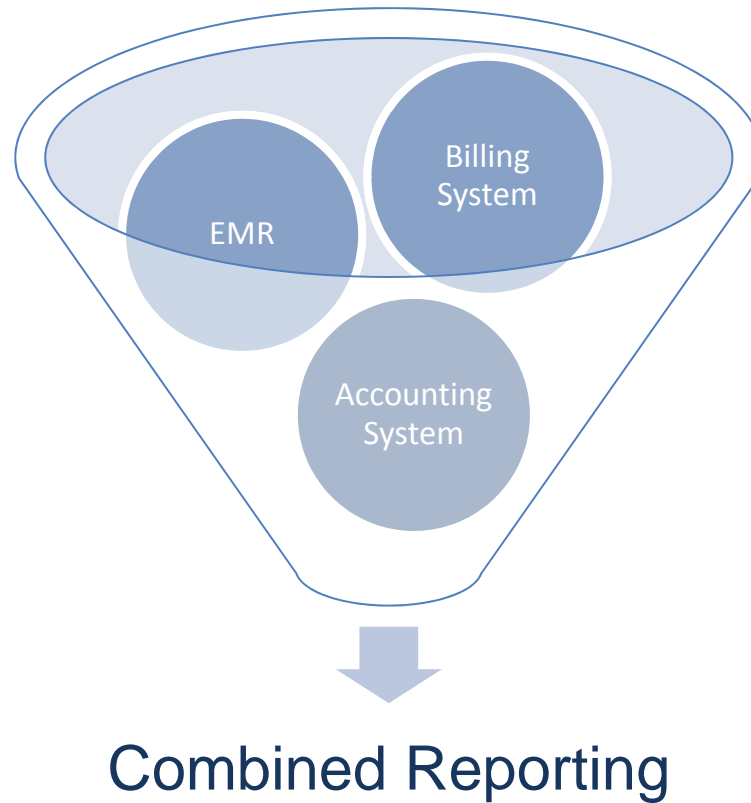 Billing
System
EMR
Accounting
System
Combined Reporting